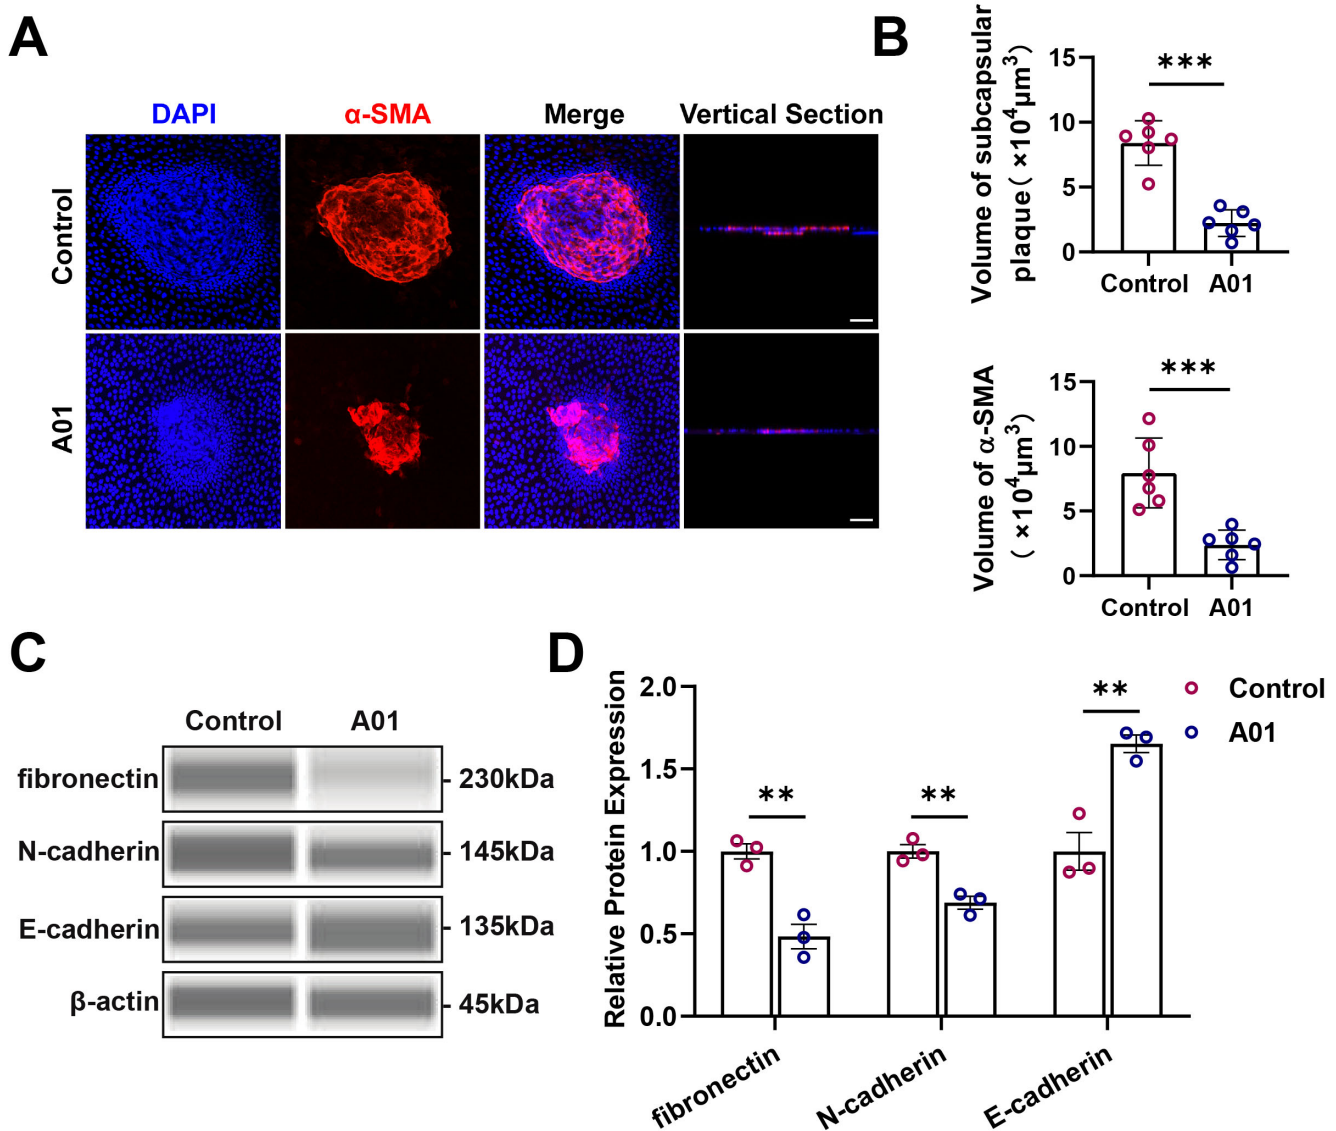 A
DAPI
α-SMA
Merge
Vertical Section
Control
A01
B
Volume of subcapsular
plaque ( ×10⁴μm³)
15
10
5
0
***
Control
A01
Volume of α-SMA
( ×10⁴μm³)
15
10
5
0
***
Control
A01
C
Control
A01
fibronectin
230kDa
N-cadherin
145kDa
E-cadherin
135kDa
β-actin
45kDa
D
Relative Protein Expression
2.0
1.5
1.0
0.5
0.0
**
**
**
Control
A01
fibronectin
N-cadherin
E-cadherin